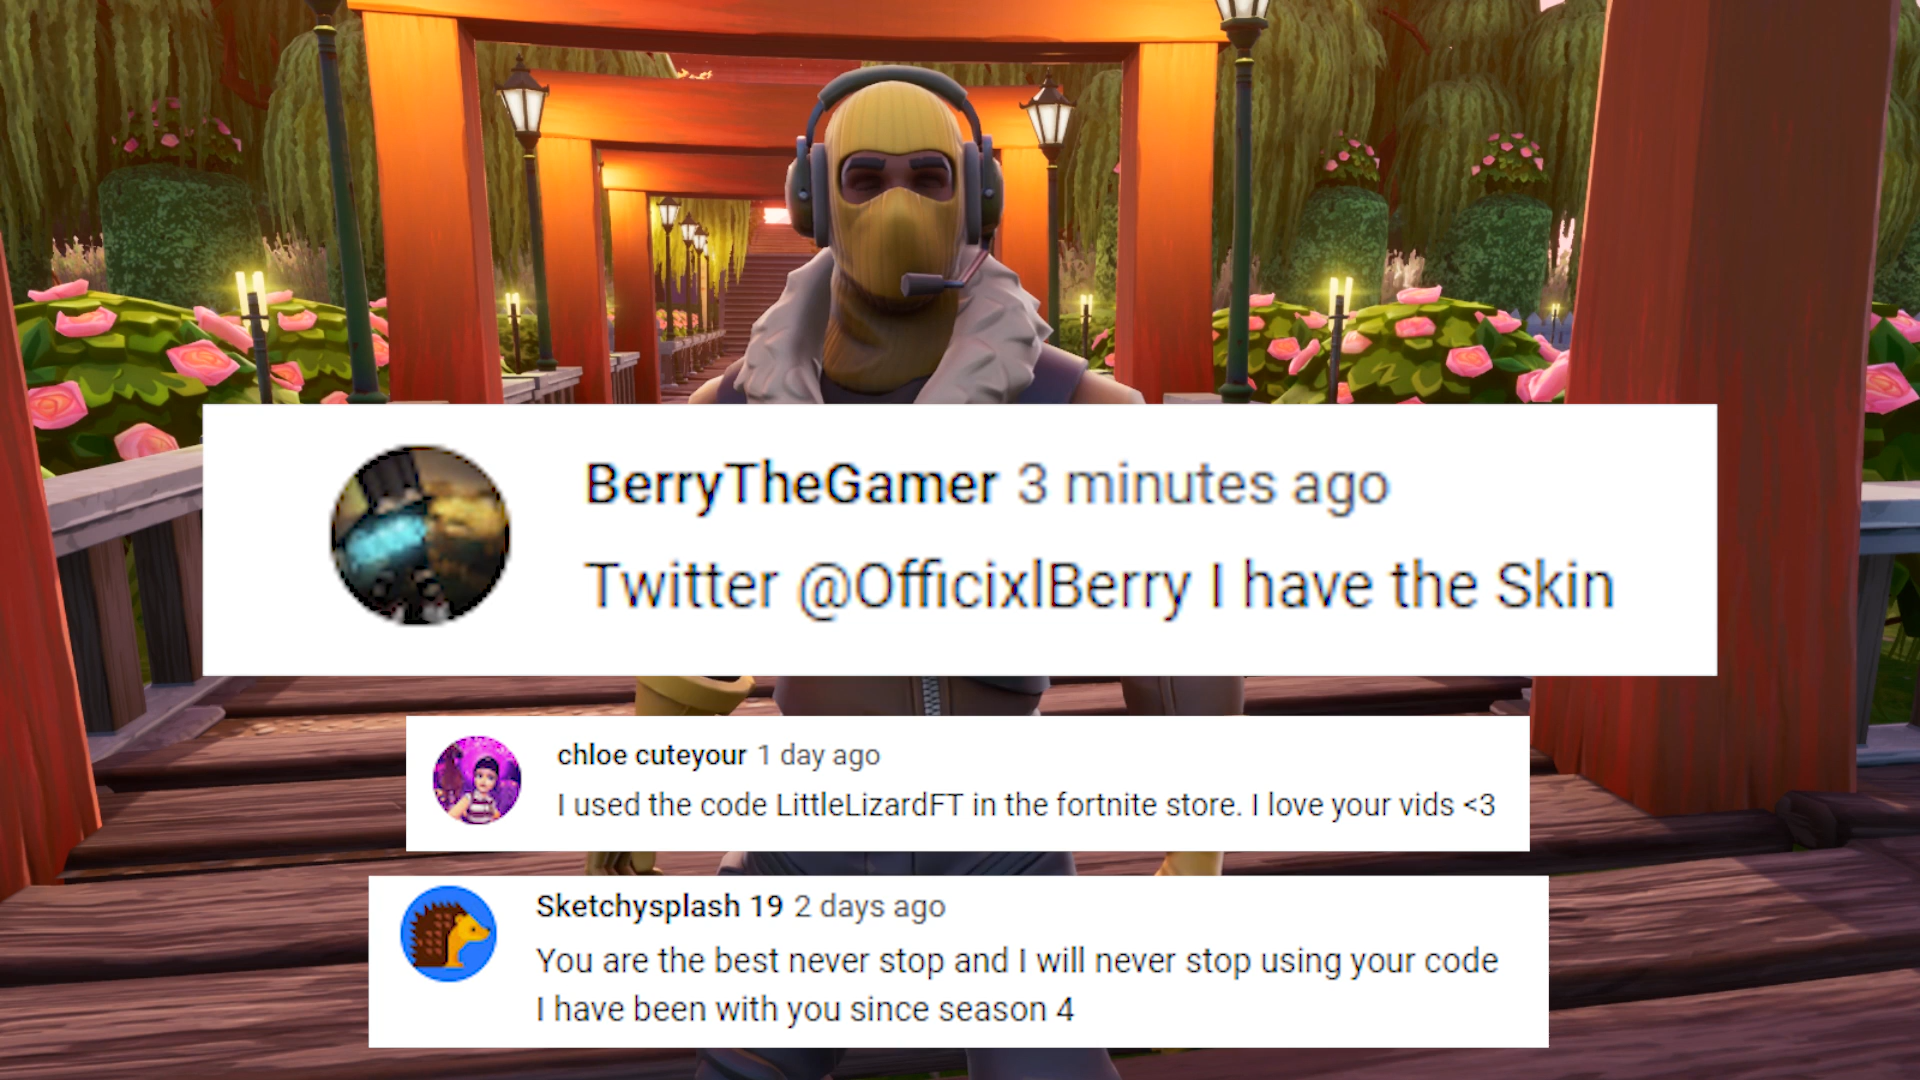 BerryTheGamer 3 minutes ago
Twitter @OfficixlBerry I have the Skin
chloe cuteyour 1 day ago
I used the code LittleLizardFT in the fortnite store. I love your vids <3
Sketchysplash 19 2 days ago
You are the best never stop and I will never stop using your code
I have been with you since season 4